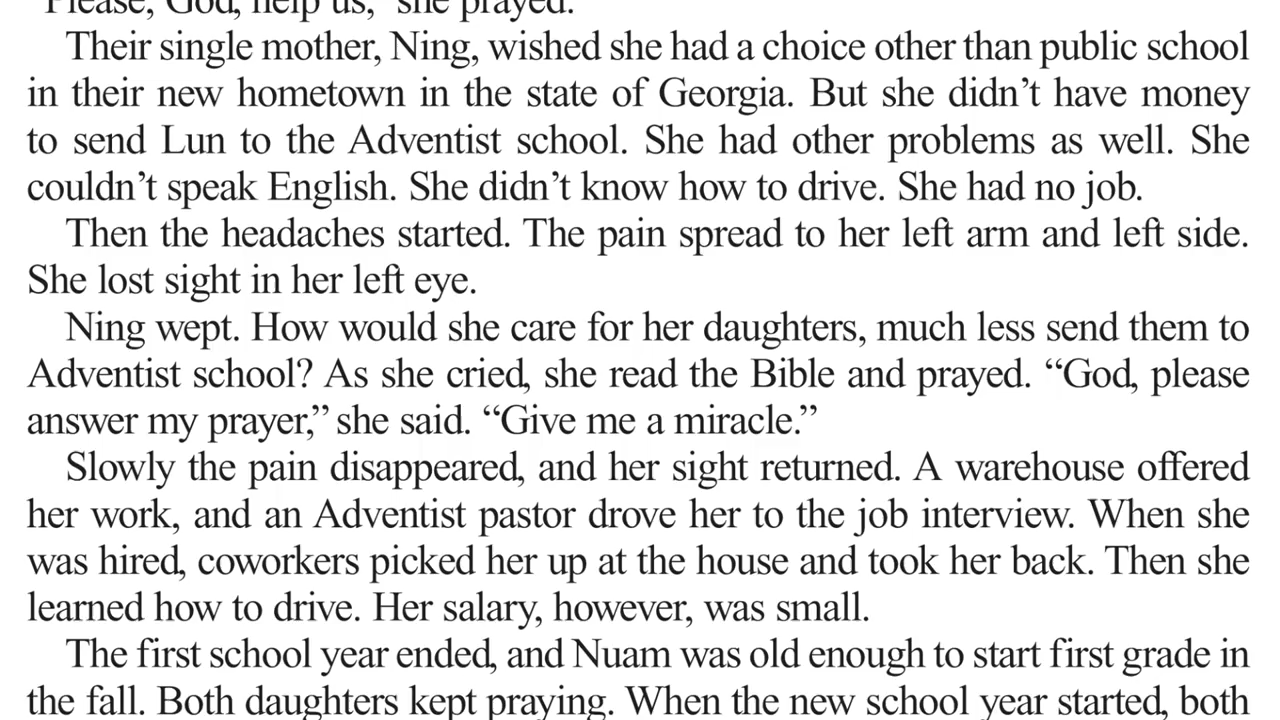 “Please, God, help us,” she prayed.
Their single mother, Ning, wished she had a choice other than public school
in their new hometown in the state of Georgia. But she didn’t have money
to send Lun to the Adventist school. She had other problems as well. She
couldn’t speak English. She didn’t know how to drive. She had no job.
Then the headaches started. The pain spread to her left arm and left side.
She lost sight in her left eye.
Ning wept. How would she care for her daughters, much less send them to
Adventist school? As she cried, she read the Bible and prayed. “God, please
answer my prayer,” she said. “Give me a miracle.”
Slowly the pain disappeared, and her sight returned. A warehouse offered
her work, and an Adventist pastor drove her to the job interview. When she
was hired, coworkers picked her up at the house and took her back. Then she
learned how to drive. Her salary, however, was small.
The first school year ended, and Nuam was old enough to start first grade in
the fall. Both daughters kept praying. When the new school year started, both